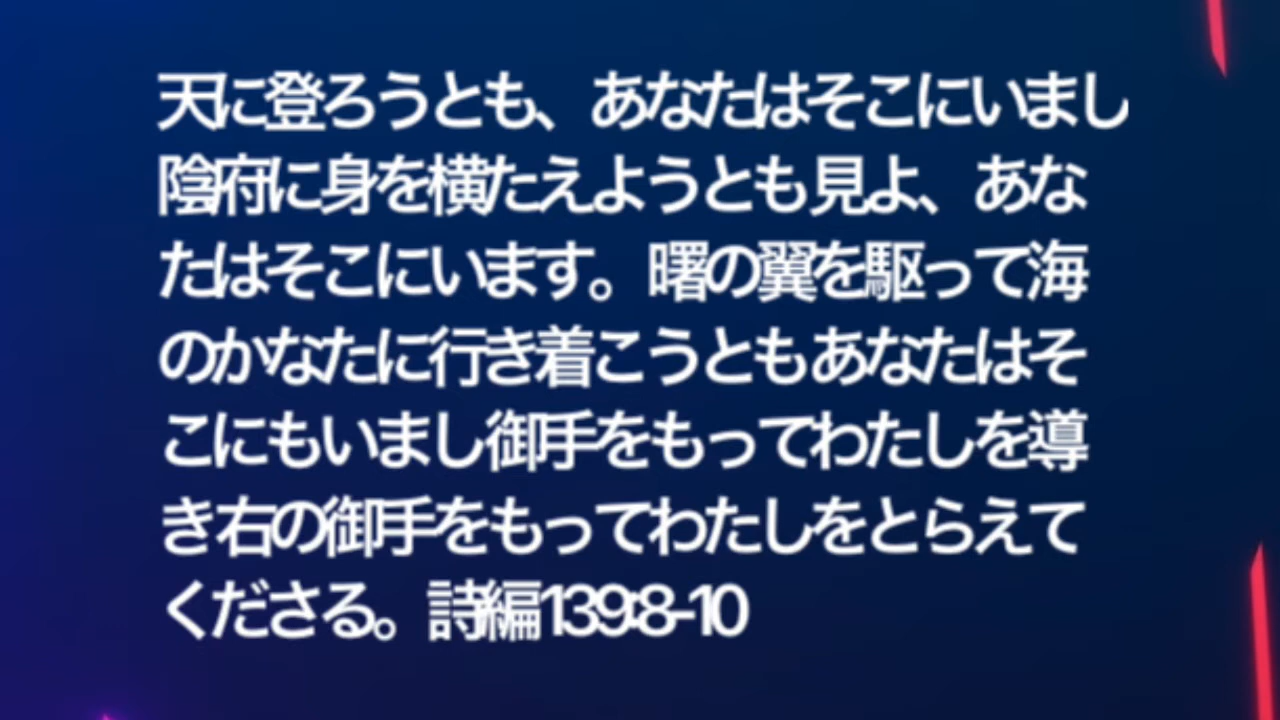 天に登ろうとも、あなたはそこにいまし
陰府に身を横たえようとも見よ、あな
たはそこにいます。曙の翼を駆って海
のかなたに行き着こうともあなたはそ
こにもいまし御手をもってわたしを導
き右の御手をもってわたしをとらえて
くださる。詩編139:8-10